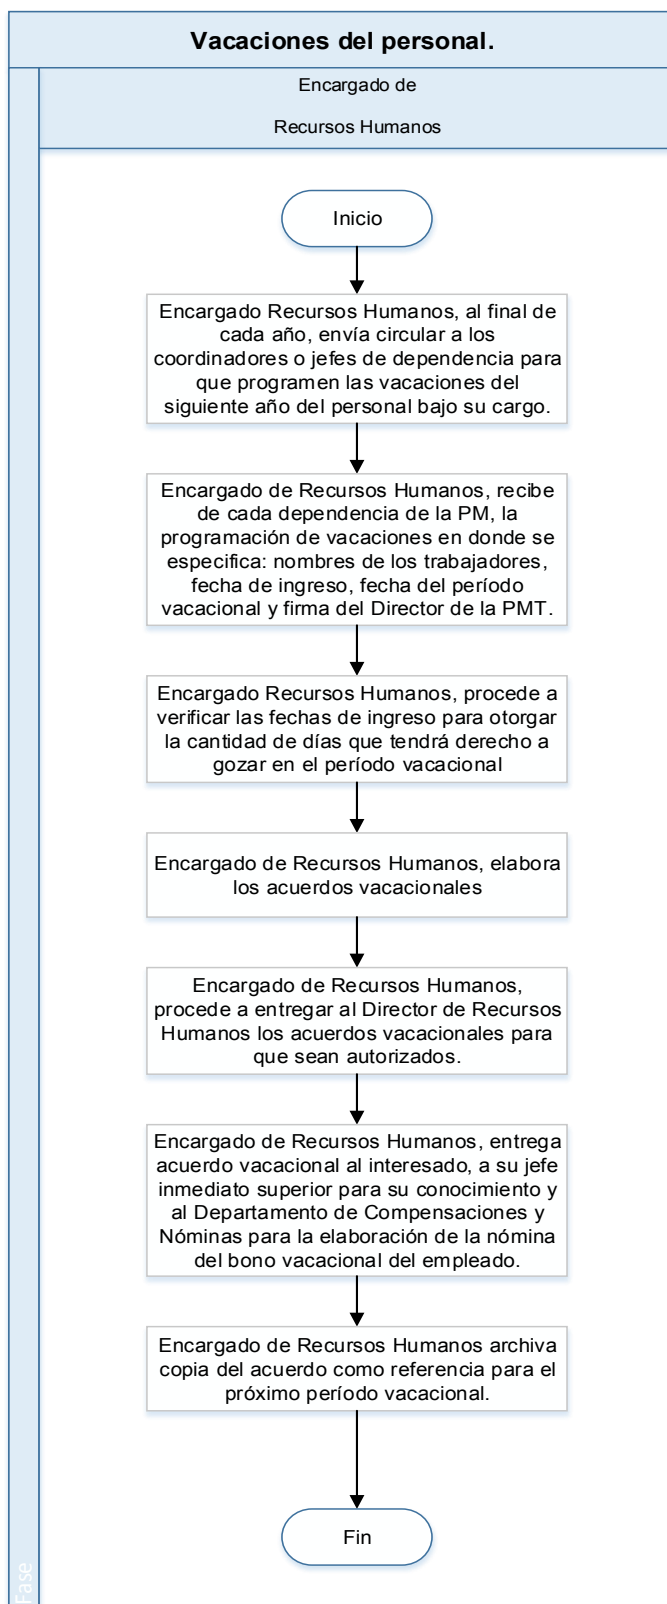 Vacaciones del personal.
Encargado de
Recursos Humanos
Inicio
Encargado Recursos Humanos, al final de
cada año, envía circular a los
coordinadores o jefes de dependencia para
que programen las vacaciones del
siguiente año del personal bajo su cargo.
Encargado de Recursos Humanos, recibe
de cada dependencia de la PM, la
programación de vacaciones en donde se
especifica: nombres de los trabajadores,
fecha de ingreso, fecha del período
vacacional y firma del Director de la PMT.
Encargado Recursos Humanos, procede a
verificar las fechas de ingreso para otorgar
la cantidad de días que tendrá derecho a
gozar en el período vacacional
Encargado de Recursos Humanos, elabora
los acuerdos vacacionales
Encargado de Recursos Humanos,
procede a entregar al Director de Recursos
Humanos los acuerdos vacacionales para
que sean autorizados.
Encargado de Recursos Humanos, entrega
acuerdo vacacional al interesado, a su jefe
inmediato superior para su conocimiento y
al Departamento de Compensaciones y
Nóminas para la elaboración de la nómina
del bono vacacional del empleado.
Encargado de Recursos Humanos archiva
copia del acuerdo como referencia para el
próximo período vacacional.
Fin
Fase